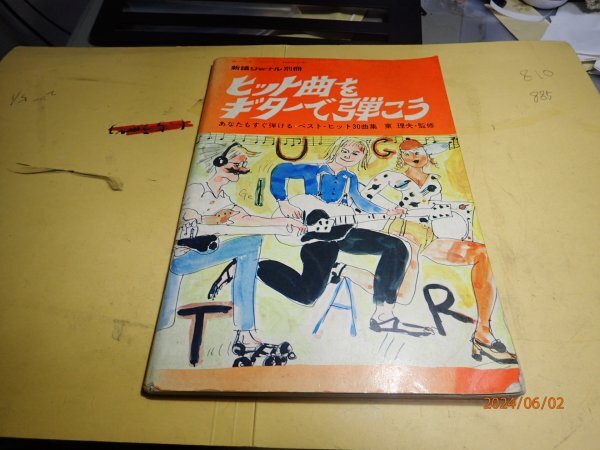 新譜ジャーナル別冊
ヒット曲を
ギターで弾こう
あなたもすぐ弾ける ベスト・ヒット30曲集 東 理夫・監修
G
U
I
T
A
R
810
885
2024/06/02